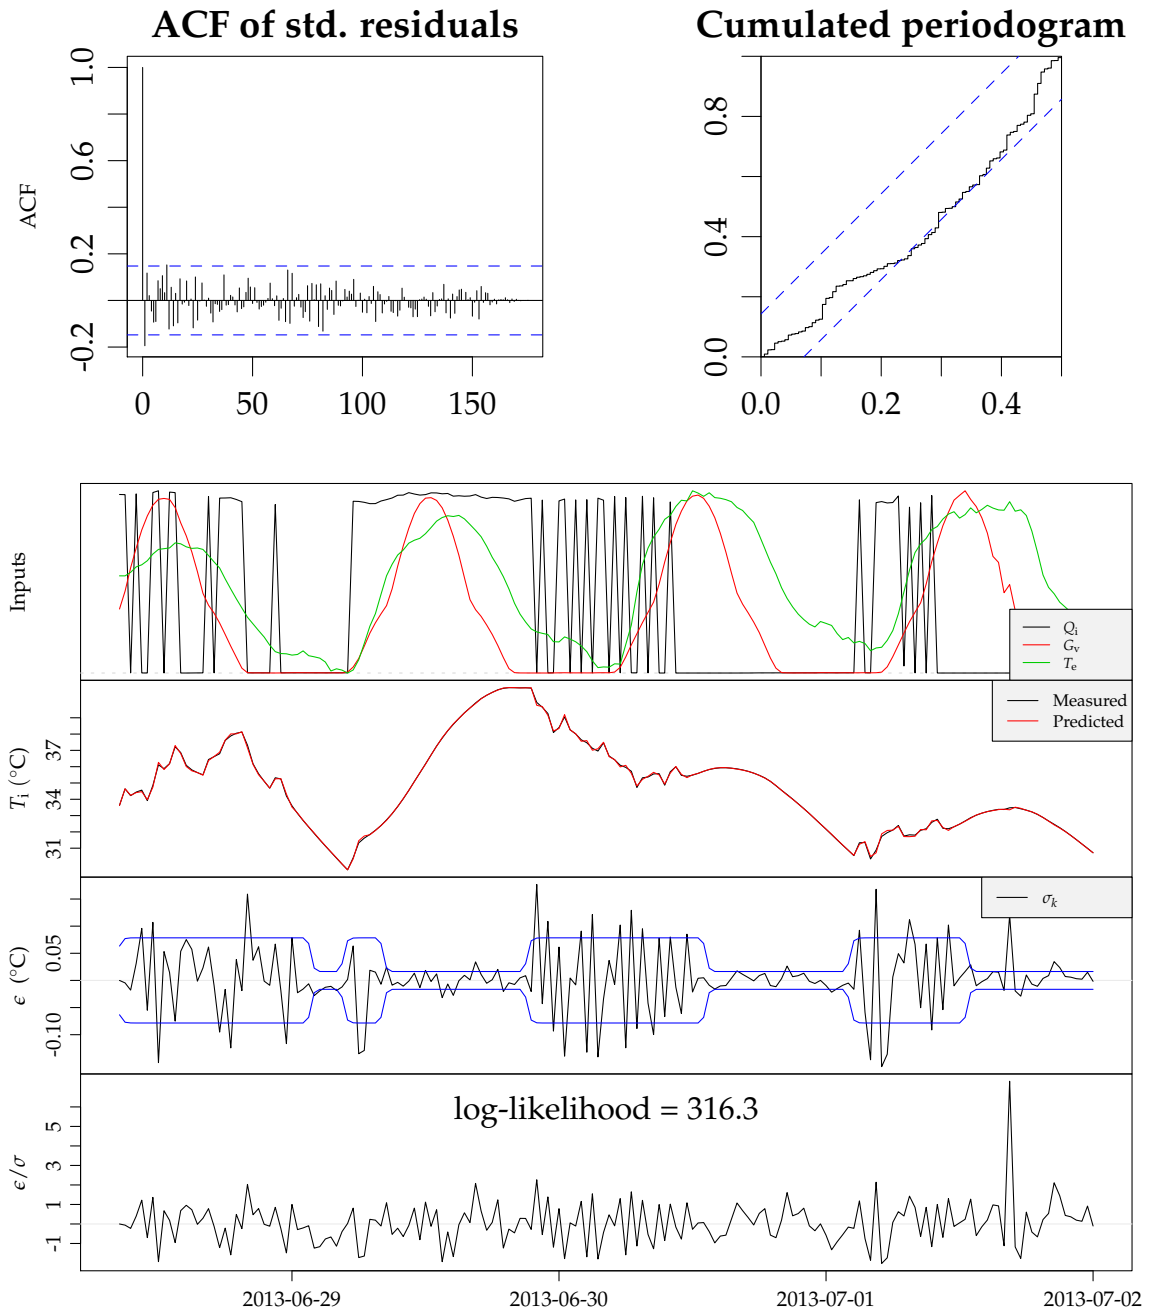 ACF of std. residuals
Cumulated periodogram
ACF
1.0
0.6
0.2
-0.2
0 50 100 150
0.8
0.4
0.0
0.0 0.2 0.4
Inputs
Qi
Gv
Te
Ti (°C)
37
34
31
Measured
Predicted
ϵ (°C)
0.05
-0.10
σk
ϵ/σ
5
3
1
-1
log-likelihood = 316.3
2013-06-29 2013-06-30 2013-07-01 2013-07-02